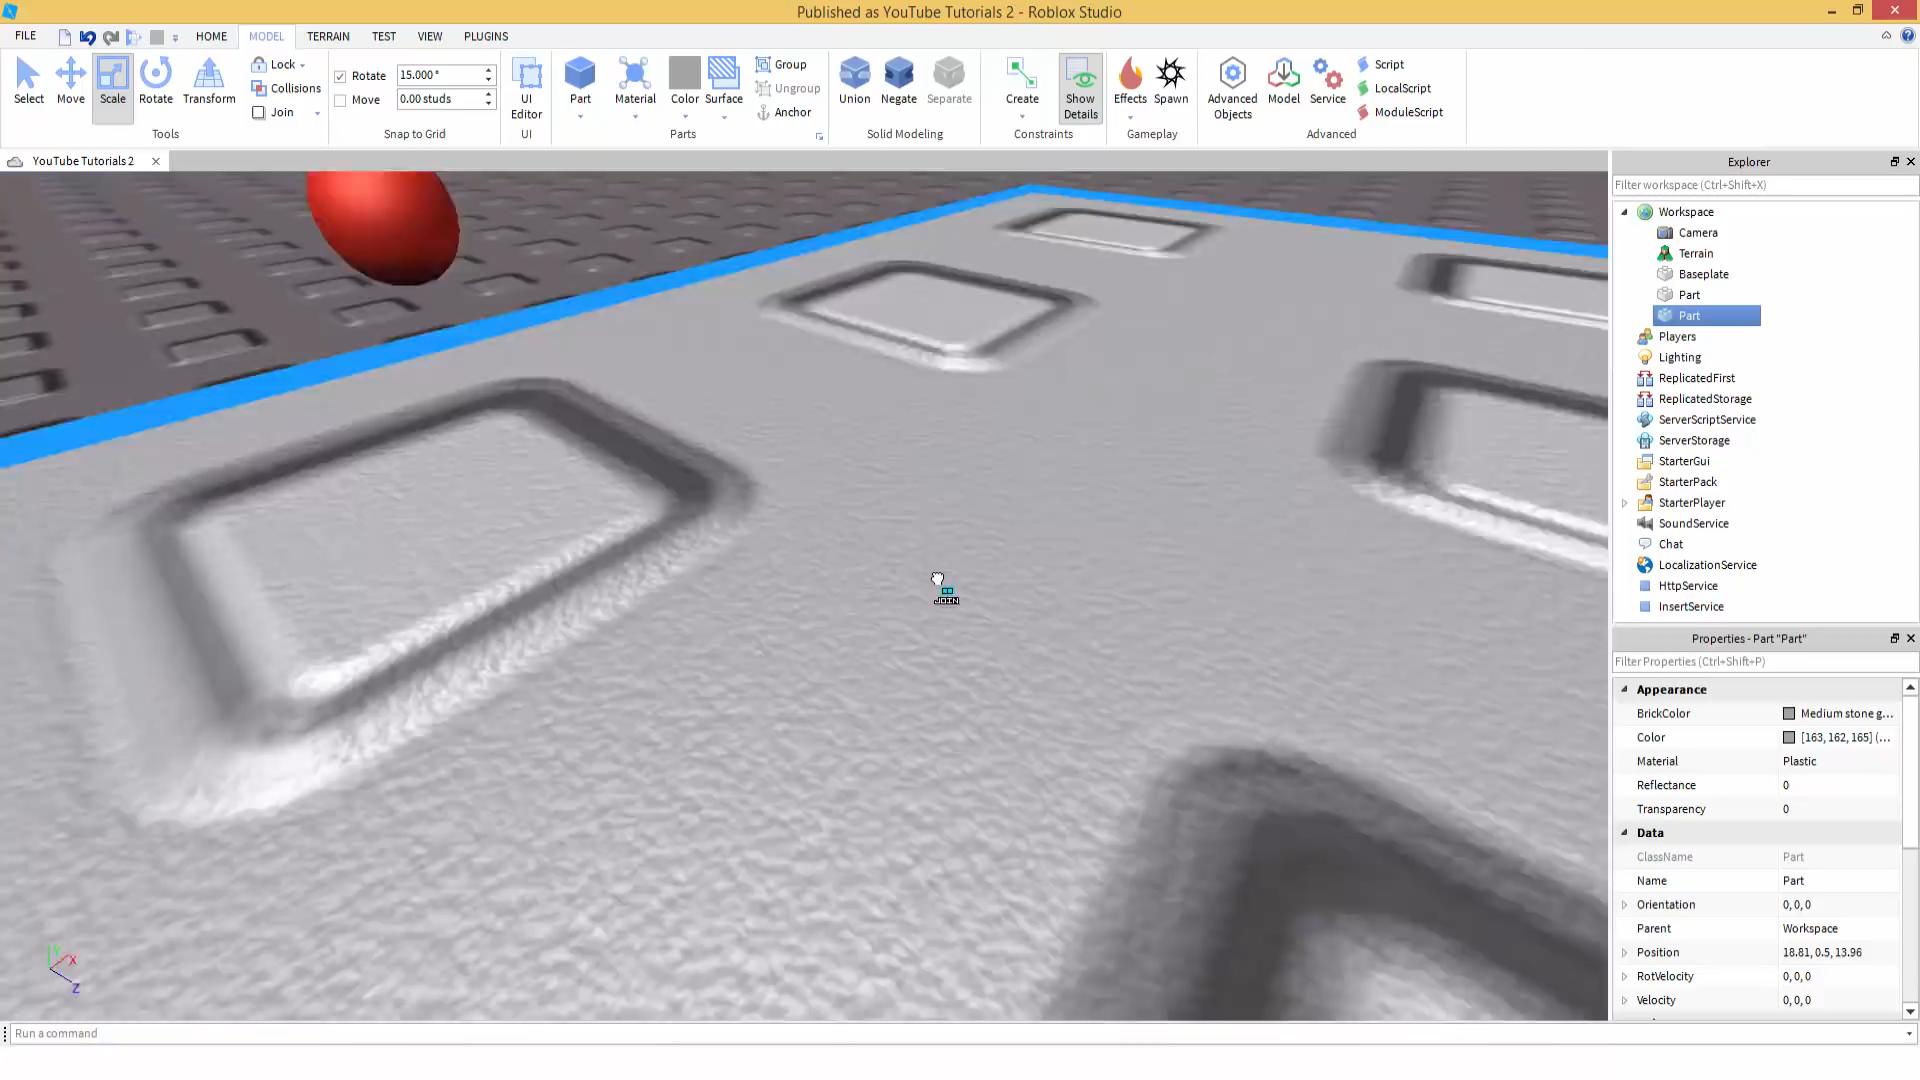 Published as YouTube Tutorials 2 - Roblox Studio
FILE
HOME
MODEL
TERRAIN
TEST
VIEW
PLUGINS
Select
Move
Scale
Rotate
Transform
Lock
Collisions
Join
Tools
Rotate
15.000 °
Move
0.00 studs
Snap to Grid
UI
Editor
UI
Part
Material
Color
Surface
Group
Ungroup
Anchor
Parts
Union
Negate
Separate
Solid Modeling
Create
Show
Details
Constraints
Effects
Spawn
Gameplay
Advanced
Objects
Model
Service
Script
LocalScript
ModuleScript
Advanced
YouTube Tutorials 2
JOIN
Y
X
Z
Explorer
Filter workspace (Ctrl+Shift+X)
Workspace
Camera
Terrain
Baseplate
Part
Part
Players
Lighting
ReplicatedFirst
ReplicatedStorage
ServerScriptService
ServerStorage
StarterGui
StarterPack
StarterPlayer
SoundService
Chat
LocalizationService
HttpService
InsertService
Properties - Part "Part"
Filter Properties (Ctrl+Shift+P)
Appearance
BrickColor Medium stone g...
Color [163, 162, 165] (...
Material Plastic
Reflectance 0
Transparency 0
Data
ClassName Part
Name Part
Orientation 0, 0, 0
Parent Workspace
Position 18.81, 0.5, 13.96
RotVelocity 0, 0, 0
Velocity 0, 0, 0
Run a command